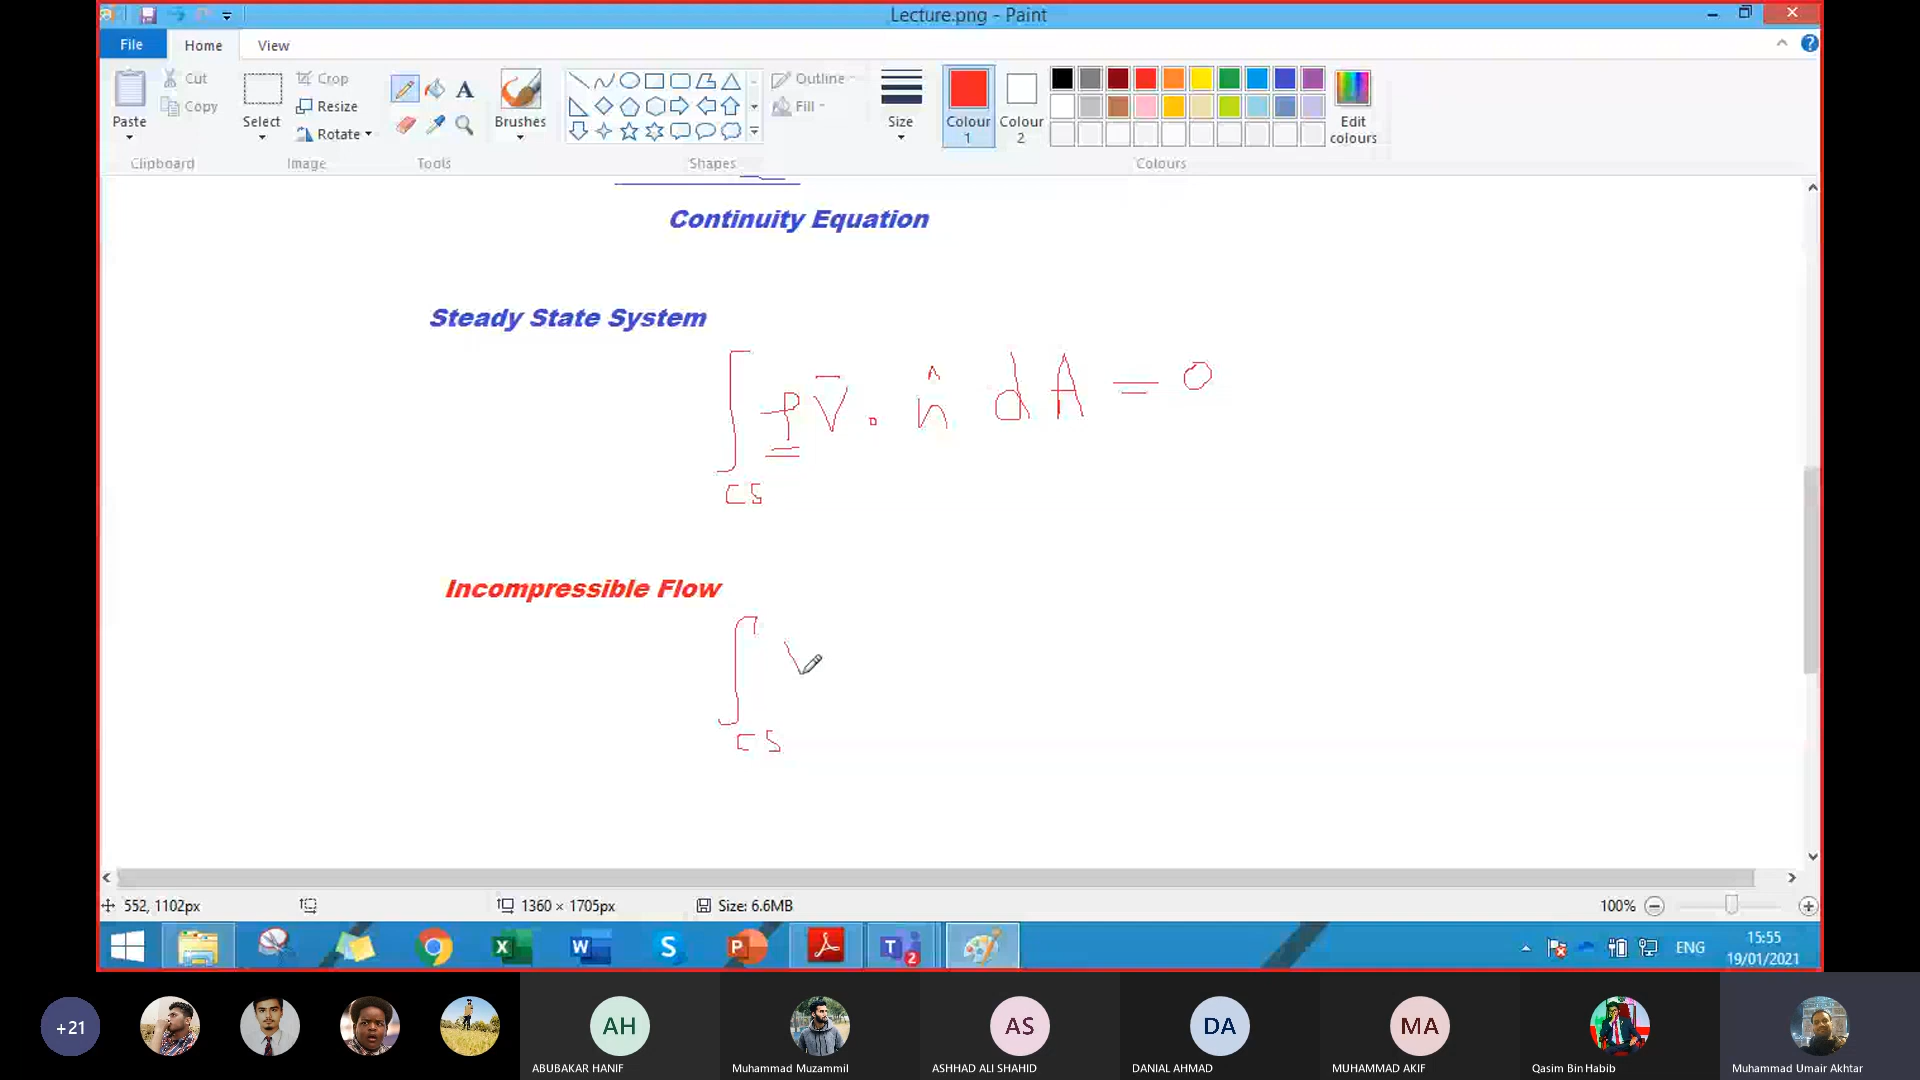 Lecture.png - Paint
File Home View
Paste
Cut
Copy
Clipboard
Select
Crop
Resize
Rotate
Image
A
Tools
Brushes
Outline
Fill
Shapes
Size
Colour 1
Colour 2
Edit colours
Colours
Continuity Equation
Steady State System
∫ ρ V̄ . n̂ dA = 0
CS
Incompressible Flow
∫ V
CS
552, 1102px
1360 × 1705px
Size: 6.6MB
100%
2
ENG
15:55
19/01/2021
+21
AH
AS
DA
MA
ABUBAKAR HANIF
Muhammad Muzammil
ASHHAD ALI SHAHID
DANIAL AHMAD
MUHAMMAD AKIF
Qasim Bin Habib
Muhammad Umair Akhtar